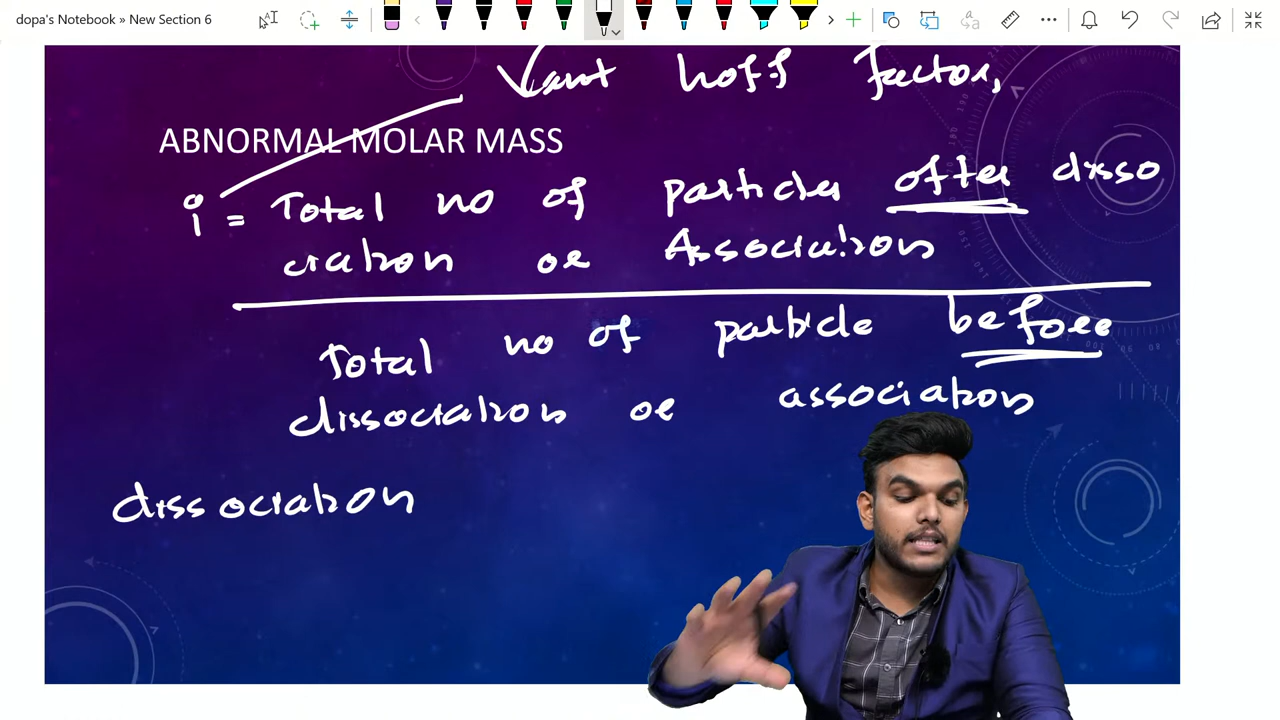 dopa's Notebook » New Section 6
Vant hoff factor,
ABNORMAL MOLAR MASS
i = Total no of particles after disso
ciation or Association
Total no of particle before
dissociation or association
dissociation